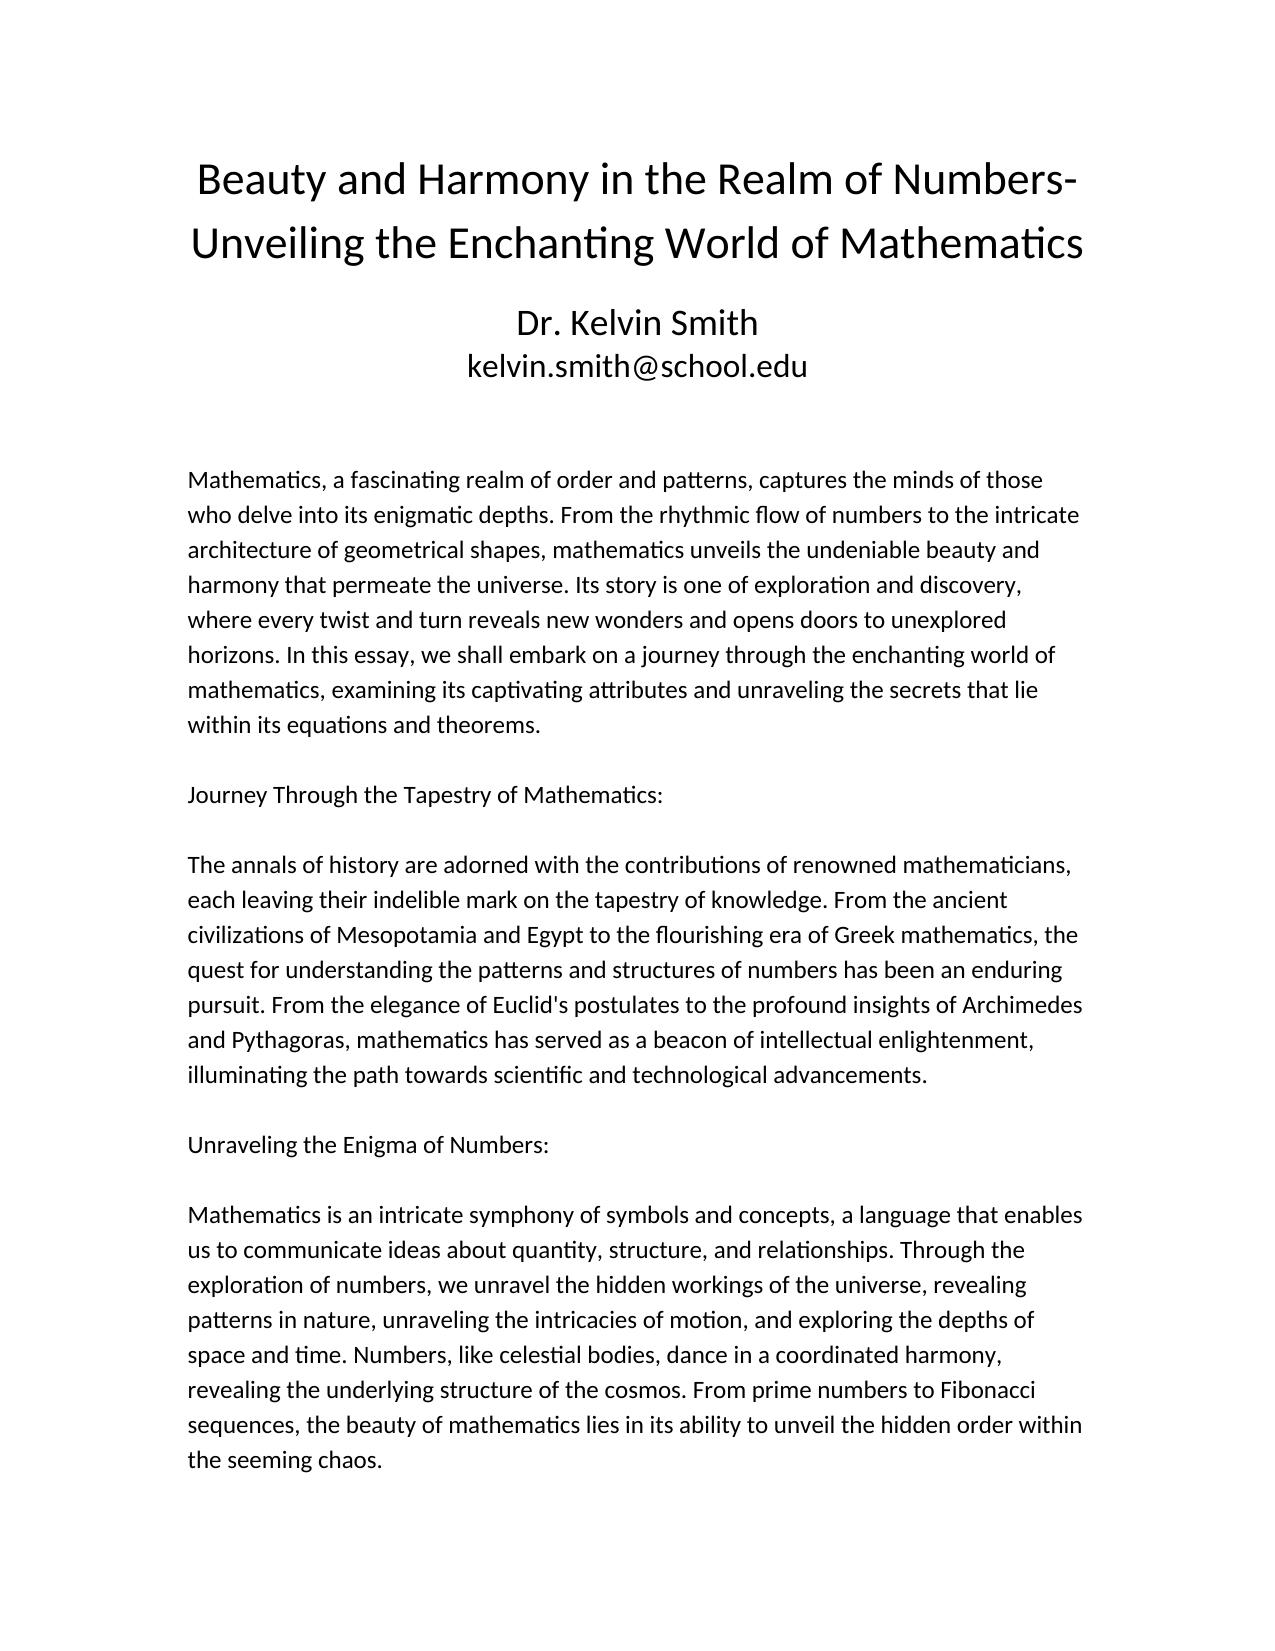 Beauty and Harmony in the Realm of Numbers-
Unveiling the Enchanting World of Mathematics
Dr. Kelvin Smith
kelvin.smith@school.edu
Mathematics, a fascinating realm of order and patterns, captures the minds of those
who delve into its enigmatic depths. From the rhythmic flow of numbers to the intricate
architecture of geometrical shapes, mathematics unveils the undeniable beauty and
harmony that permeate the universe. Its story is one of exploration and discovery,
where every twist and turn reveals new wonders and opens doors to unexplored
horizons. In this essay, we shall embark on a journey through the enchanting world of
mathematics, examining its captivating attributes and unraveling the secrets that lie
within its equations and theorems.
Journey Through the Tapestry of Mathematics:
The annals of history are adorned with the contributions of renowned mathematicians,
each leaving their indelible mark on the tapestry of knowledge. From the ancient
civilizations of Mesopotamia and Egypt to the flourishing era of Greek mathematics, the
quest for understanding the patterns and structures of numbers has been an enduring
pursuit. From the elegance of Euclid's postulates to the profound insights of Archimedes
and Pythagoras, mathematics has served as a beacon of intellectual enlightenment,
illuminating the path towards scientific and technological advancements.
Unraveling the Enigma of Numbers:
Mathematics is an intricate symphony of symbols and concepts, a language that enables
us to communicate ideas about quantity, structure, and relationships. Through the
exploration of numbers, we unravel the hidden workings of the universe, revealing
patterns in nature, unraveling the intricacies of motion, and exploring the depths of
space and time. Numbers, like celestial bodies, dance in a coordinated harmony,
revealing the underlying structure of the cosmos. From prime numbers to Fibonacci
sequences, the beauty of mathematics lies in its ability to unveil the hidden order within
the seeming chaos.